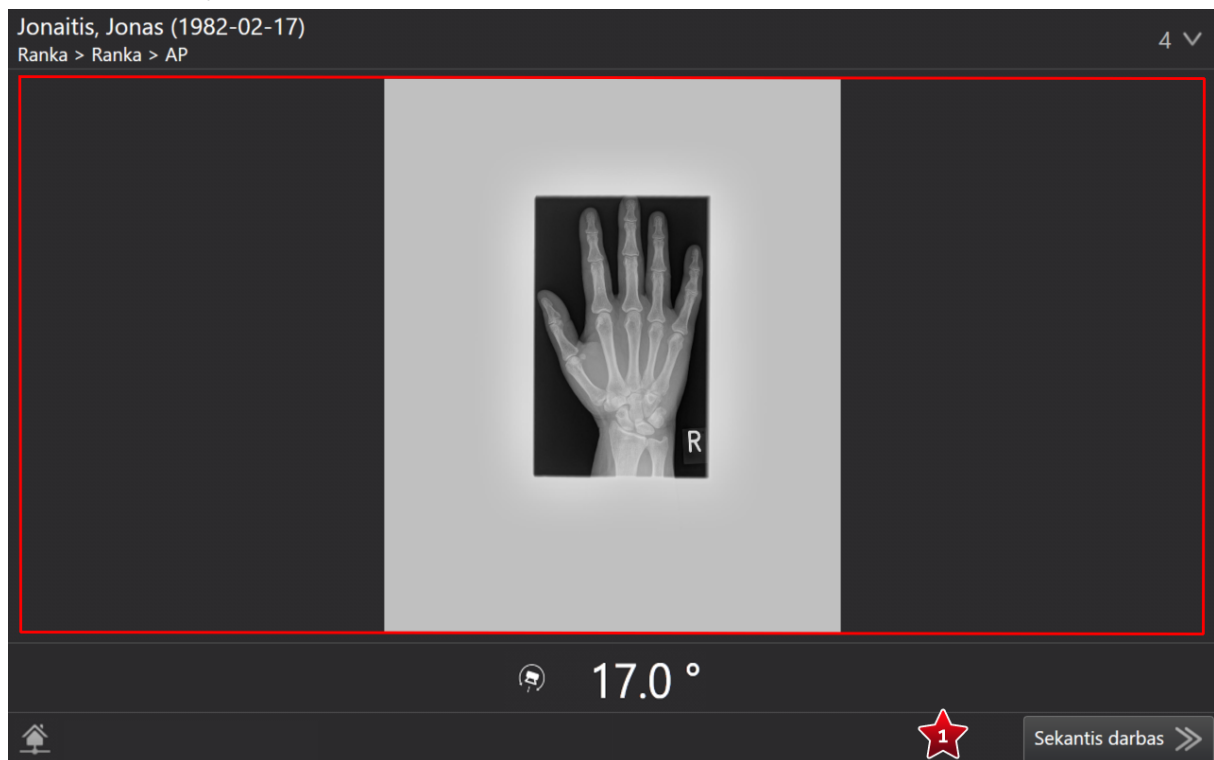 Jonaitis, Jonas (1982-02-17)
Ranka > Ranka > AP
4
R
17.0 °
1
Sekantis darbas